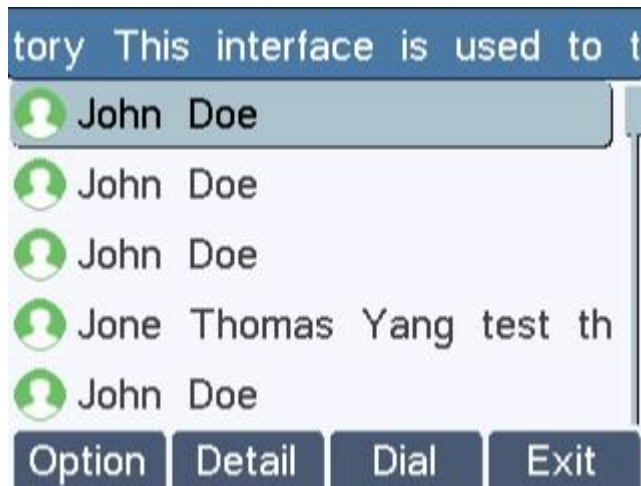 tory This interface is used to t
John Doe
John Doe
John Doe
Jone Thomas Yang test th
John Doe
Option Detail Dial Exit